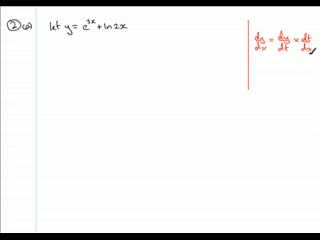 ② (a) let y = e^{3x} + ln 2x
dy/dx = dy/dt × dt/dx